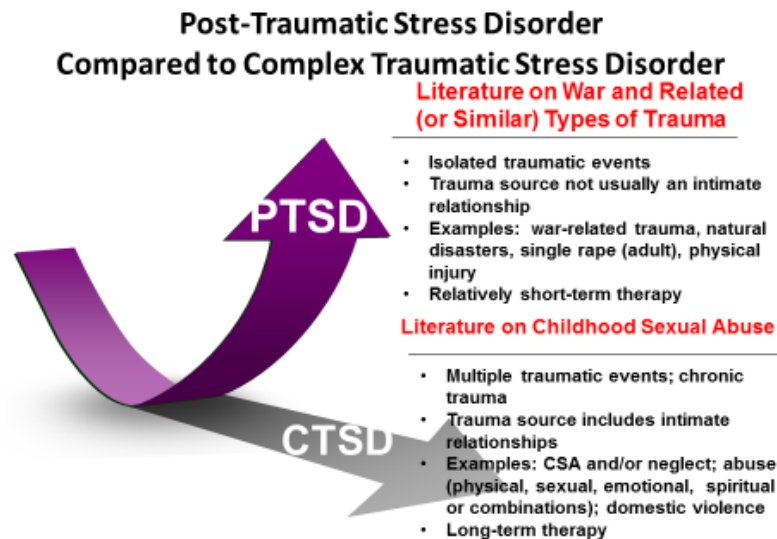 Post-Traumatic Stress Disorder
Compared to Complex Traumatic Stress Disorder
Literature on War and Related
(or Similar) Types of Trauma
• Isolated traumatic events
• Trauma source not usually an intimate
relationship
• Examples: war-related trauma, natural
disasters, single rape (adult), physical
injury
• Relatively short-term therapy
PTSD
Literature on Childhood Sexual Abuse
• Multiple traumatic events; chronic
trauma
• Trauma source includes intimate
relationships
• Examples: CSA and/or neglect; abuse
(physical, sexual, emotional, spiritual
or combinations); domestic violence
• Long-term therapy
CTSD